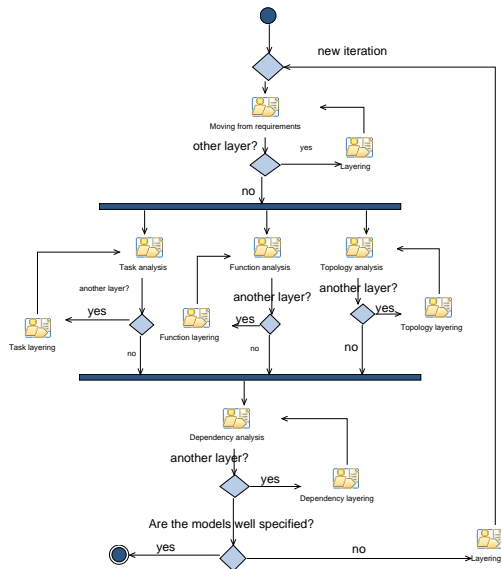 new iteration
Moving from requirements
other layer?
yes
Layering
no
Task analysis
Function analysis
Topology analysis
another layer?
another layer?
another layer?
yes
yes
yes
Task layering
Function layering
Topology layering
no
no
no
Dependency analysis
another layer?
yes
Dependency layering
Are the models well specified?
yes
no
Layering